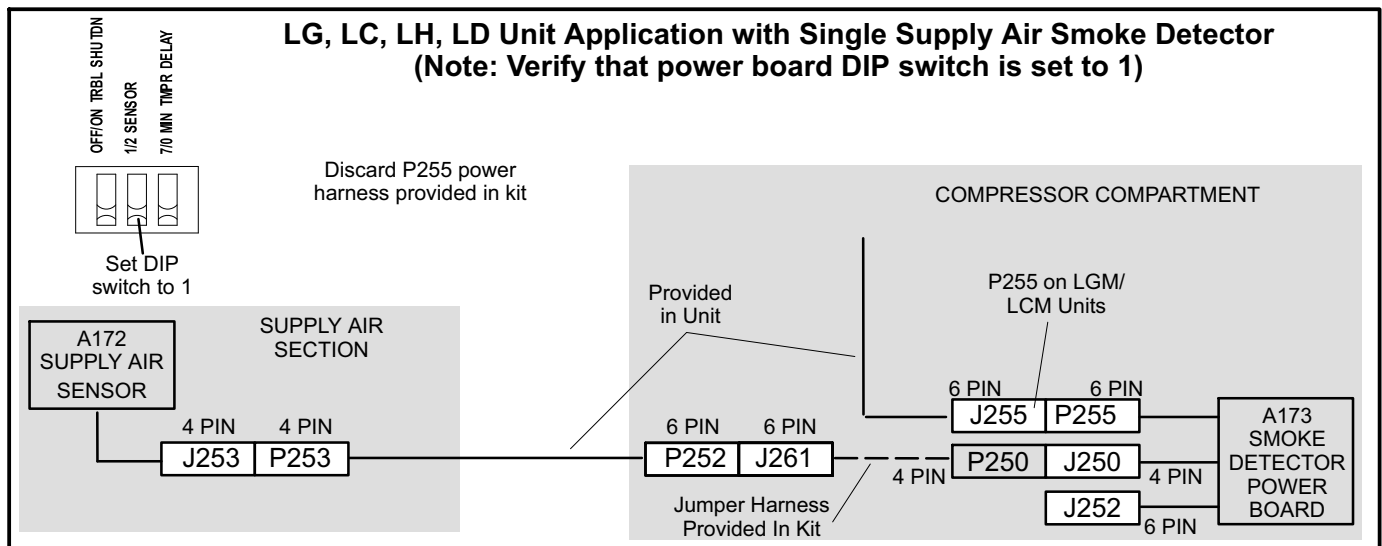 LG, LC, LH, LD Unit Application with Single Supply Air Smoke Detector
(Note: Verify that power board DIP switch is set to 1)
OFF/ON TRBL SHUTDN
1/2 SENSOR
7/0 MIN TMPR DELAY
Set DIP
switch to 1
Discard P255 power
harness provided in kit
COMPRESSOR COMPARTMENT
SUPPLY AIR
SECTION
A172
SUPPLY AIR
SENSOR
4 PIN
4 PIN
J253
P253
Provided
in Unit
P255 on LGM/
LCM Units
6 PIN
6 PIN
J255
P255
6 PIN
6 PIN
P252
J261
4 PIN
P250
J250
4 PIN
J252
6 PIN
Jumper Harness
Provided In Kit
A173
SMOKE
DETECTOR
POWER
BOARD